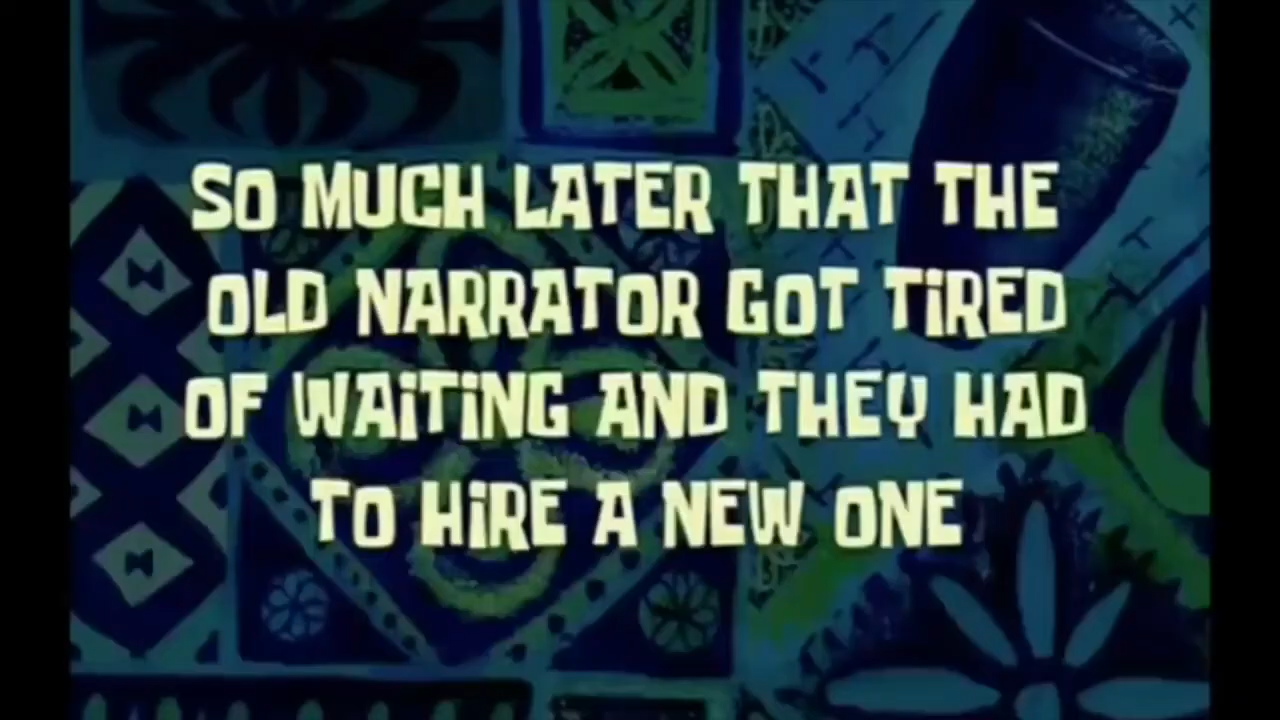 SO MUCH LATER THAT THE
OLD NARRATOR GOT TiRED
OF WAiTiNG AND THEY HAD
TO HiRE A NEW ONE